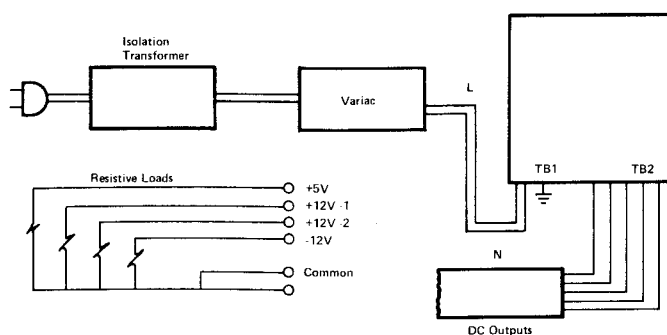 Isolation
Transformer
Variac
L
TB1
TB2
Resistive Loads
+5V
+12V -1
+12V -2
-12V
Common
N
DC Outputs